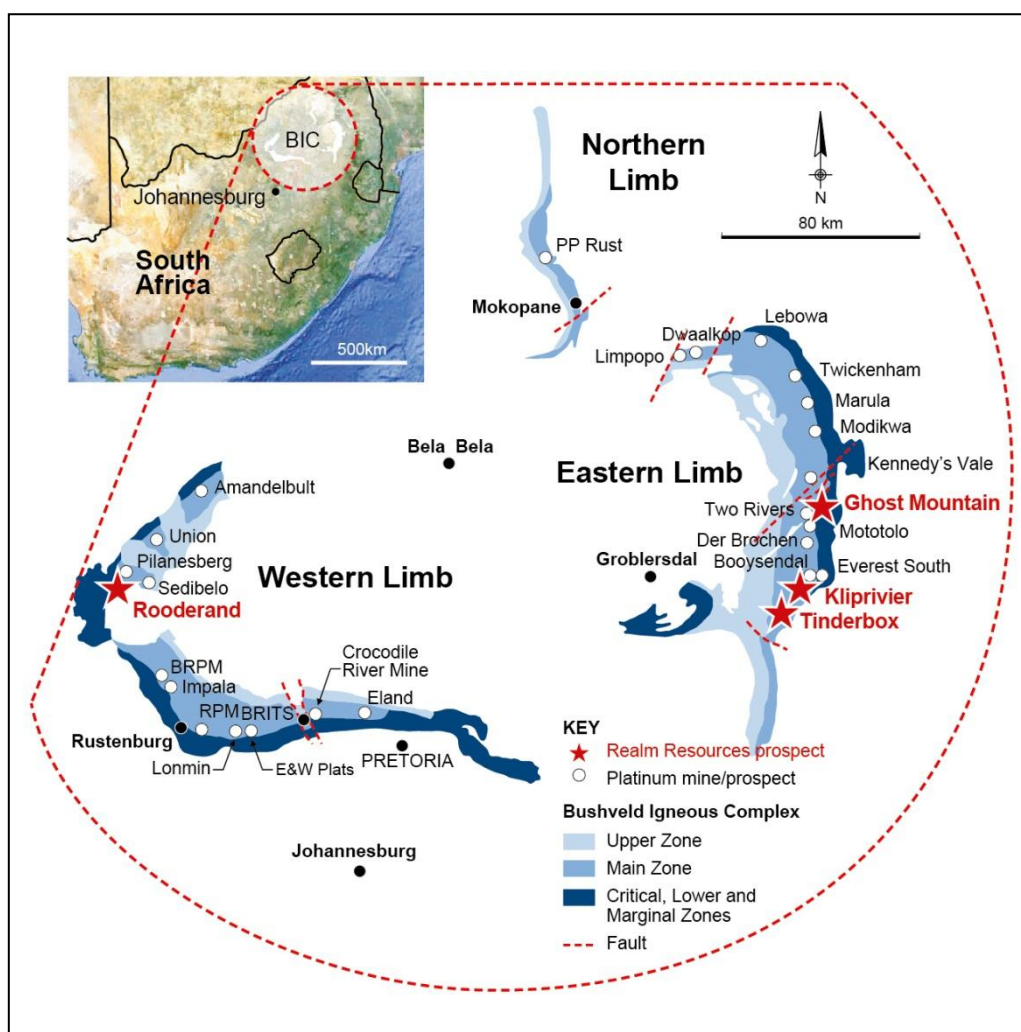 BIC
Johannesburg
South
Africa
500km
Northern
Limb
N
80 km
PP Rust
Mokopane
Lebowa
Dwaalkop
Limpopo
Twickenham
Marula
Modikwa
Bela Bela
Kennedy's Vale
Eastern Limb
Amandelbult
Ghost Mountain
Two Rivers
Mototolo
Union
Der Brochen
Pilanesberg
Booysendal
Everest South
Western Limb
Groblersdal
Sedibelo
Rooderand
Kliprivier
Tinderbox
Crocodile
River Mine
BRPM
Impala
Eland
RPM
BRITS
Rustenburg
PRETORIA
Lonmin
E&W Plats
Johannesburg
KEY
Realm Resources prospect
Platinum mine/prospect
Bushveld Igneous Complex
Upper Zone
Main Zone
Critical, Lower and
Marginal Zones
Fault